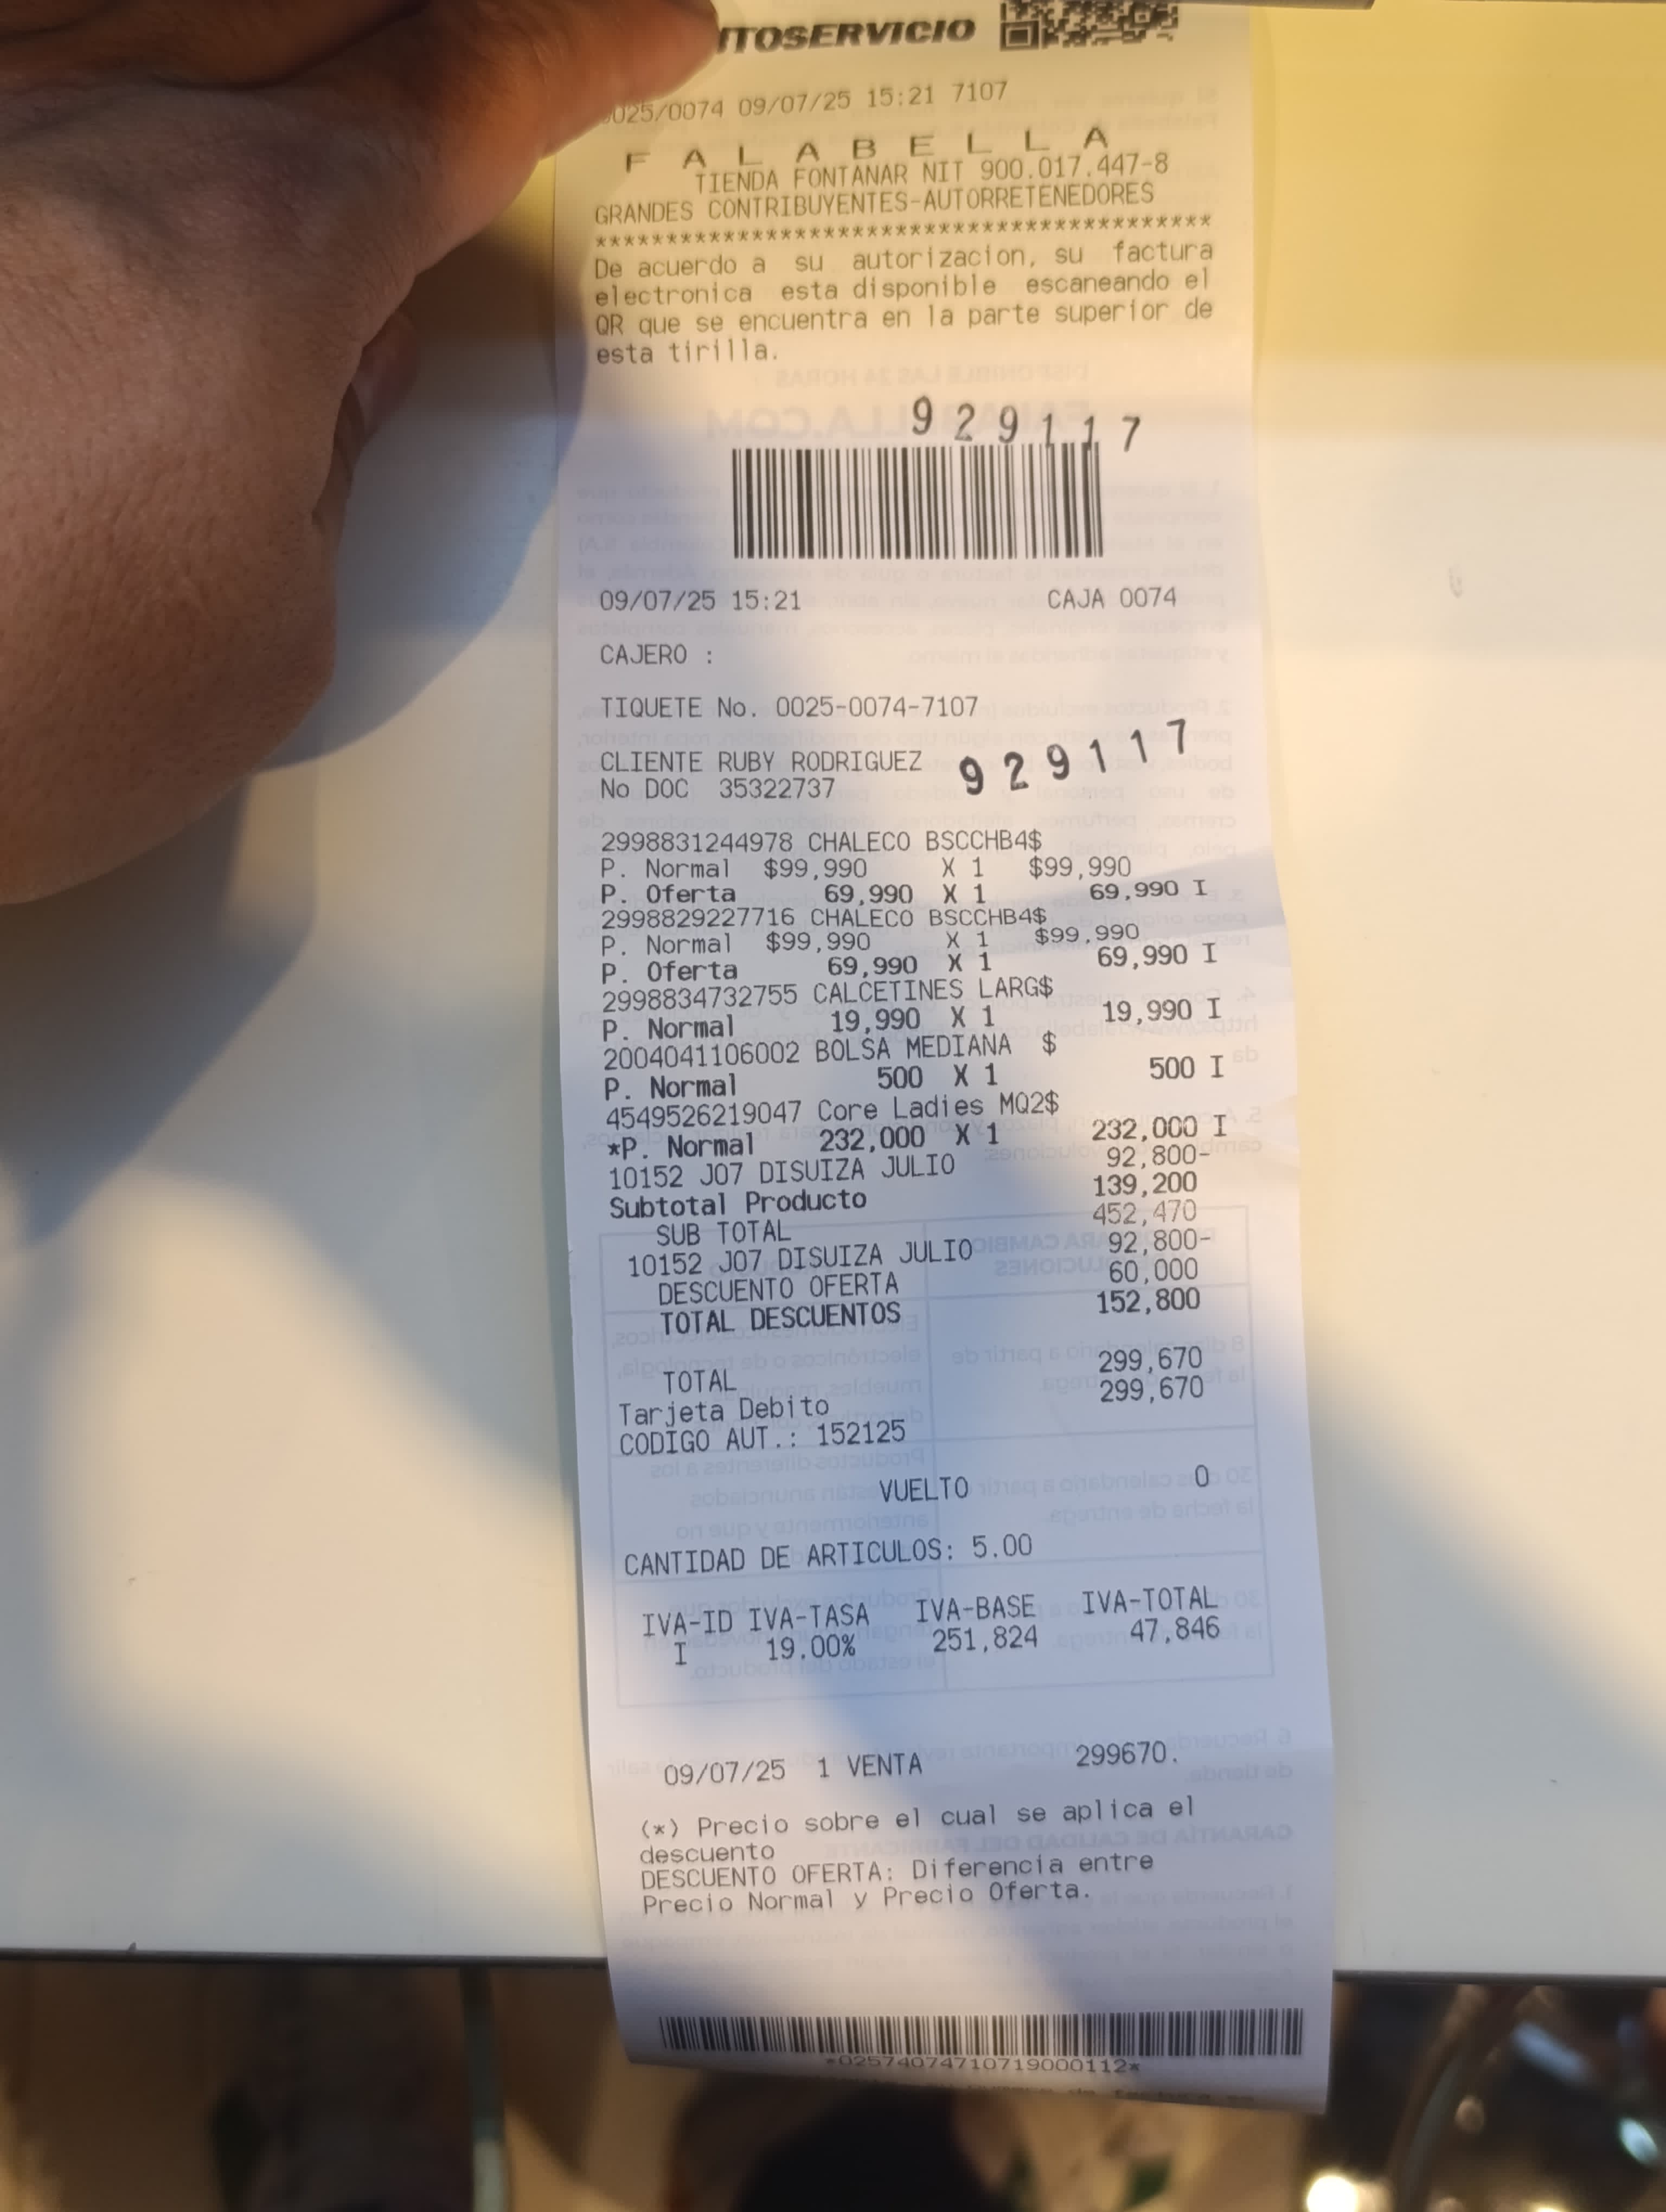 TOSERVICIO
025/0074 09/07/25 15:21 7107
F A L A B E L L A
TIENDA FONTANAR NIT 900.017.447-8
GRANDES CONTRIBUYENTES-AUTORRETENEDORES
******************************************
De acuerdo a su autorizacion, su factura
electronica esta disponible escaneando el
QR que se encuentra en la parte superior de
esta tirilla.
929117
09/07/25 15:21 CAJA 0074
CAJERO :
TIQUETE No. 0025-0074-7107
CLIENTE RUBY RODRIGUEZ 929117
No DOC 35322737
2998831244978 CHALECO BSCCHB4$
P. Normal $99,990 X 1 $99,990
P. Oferta 69,990 X 1 69,990 I
2998829227716 CHALECO BSCCHB4$
P. Normal $99,990 X 1 $99,990
P. Oferta 69,990 X 1 69,990 I
2998834732755 CALCETINES LARG$
P. Normal 19,990 X 1 19,990 I
2004041106002 BOLSA MEDIANA $
P. Normal 500 X 1 500 I
4549526219047 Core Ladies MQ2$
*P. Normal 232,000 X 1 232,000 I
10152 J07 DISUIZA JULIO 92,800-
Subtotal Producto 139,200
SUB TOTAL 452,470
10152 J07 DISUIZA JULIO 92,800-
DESCUENTO OFERTA 60,000
TOTAL DESCUENTOS 152,800
TOTAL 299,670
Tarjeta Debito 299,670
CODIGO AUT.: 152125
VUELTO 0
CANTIDAD DE ARTICULOS: 5.00
IVA-ID IVA-TASA IVA-BASE IVA-TOTAL
I 19.00% 251,824 47,846
09/07/25 1 VENTA 299670.
(*) Precio sobre el cual se aplica el
descuento
DESCUENTO OFERTA: Diferencia entre
Precio Normal y Precio Oferta.
*02574074710719000112*